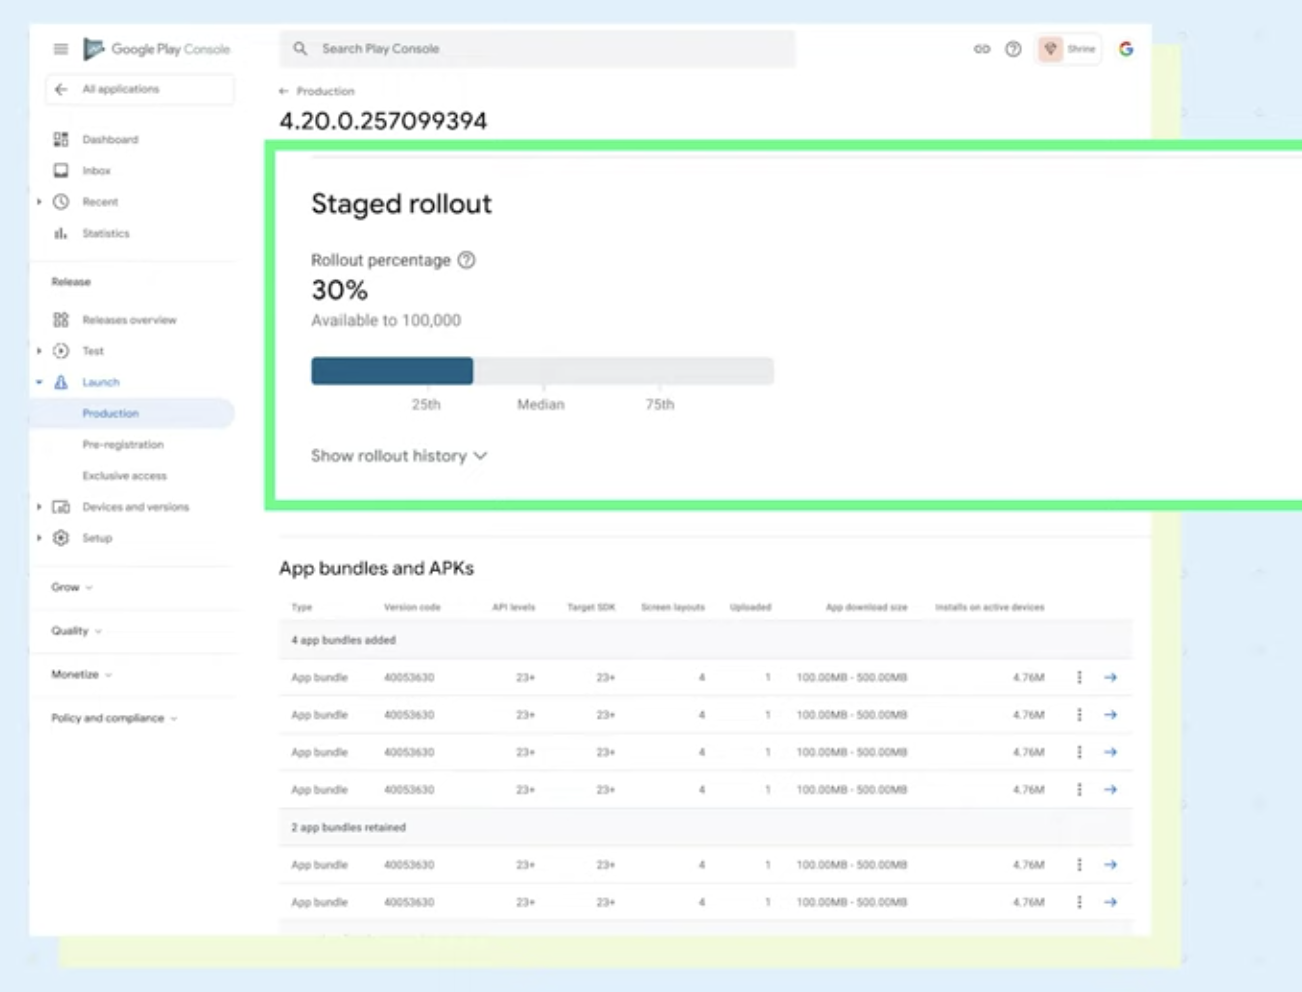 Google Play Console
Search Play Console
Shrine
All applications
Dashboard
Inbox
Recent
Statistics
Release
Releases overview
Test
Launch
Production
Pre-registration
Exclusive access
Devices and versions
Setup
Grow
Quality
Monetize
Policy and compliance
Production
4.20.0.257099394
Staged rollout
Rollout percentage
30%
Available to 100,000
25th Median 75th
Show rollout history
App bundles and APKs
Type Version code API levels Target SDK Screen layouts Uploaded App download size Installs on active devices
4 app bundles added
App bundle 40053630 23+ 23+ 4 1 100.00MB - 500.00MB 4.76M
App bundle 40053630 23+ 23+ 4 1 100.00MB - 500.00MB 4.76M
App bundle 40053630 23+ 23+ 4 1 100.00MB - 500.00MB 4.76M
App bundle 40053630 23+ 23+ 4 1 100.00MB - 500.00MB 4.76M
2 app bundles retained
App bundle 40053630 23+ 23+ 4 1 100.00MB - 500.00MB 4.76M
App bundle 40053630 23+ 23+ 4 1 100.00MB - 500.00MB 4.76M